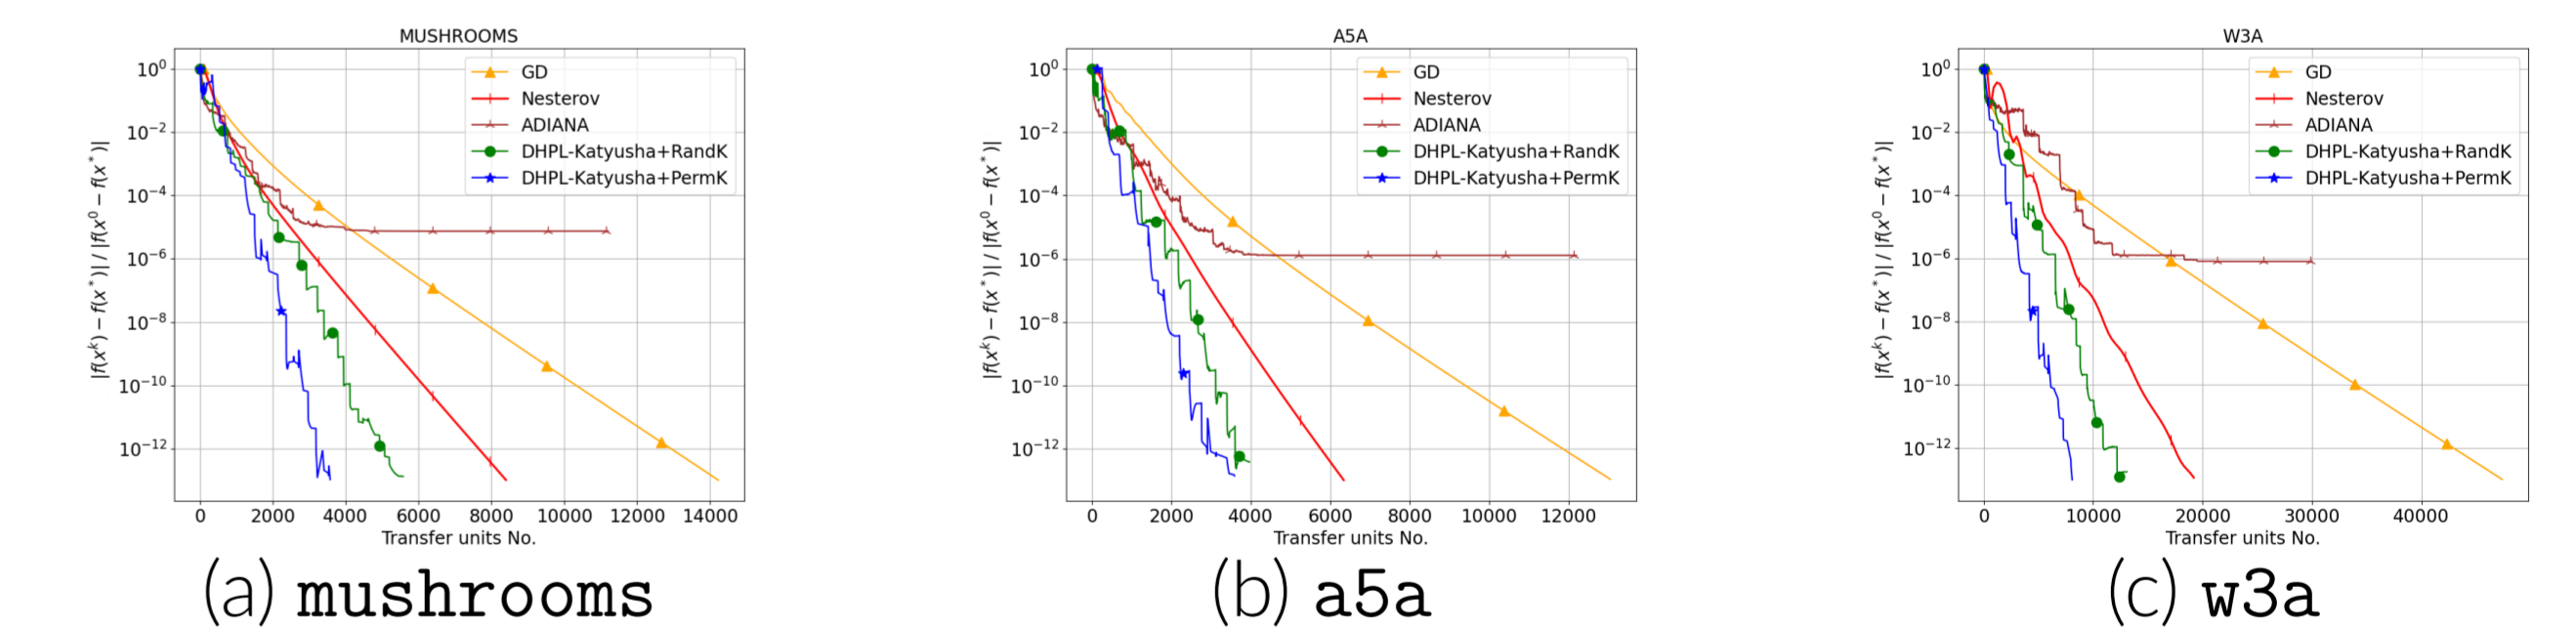 MUSHROOMS
|f(x^k) − f(x^*)| / |f(x^0 − f(x^*)|
10^0
10^−2
10^−4
10^−6
10^−8
10^−10
10^−12
GD
Nesterov
ADIANA
DHPL-Katyusha+RandK
DHPL-Katyusha+PermK
0 2000 4000 6000 8000 10000 12000 14000
Transfer units No.
(a) mushrooms
A5A
|f(x^k) − f(x^*)| / |f(x^0 − f(x^*)|
10^0
10^−2
10^−4
10^−6
10^−8
10^−10
10^−12
GD
Nesterov
ADIANA
DHPL-Katyusha+RandK
DHPL-Katyusha+PermK
0 2000 4000 6000 8000 10000 12000
Transfer units No.
(b) a5a
W3A
|f(x^k) − f(x^*)| / |f(x^0 − f(x^*)|
10^0
10^−2
10^−4
10^−6
10^−8
10^−10
10^−12
GD
Nesterov
ADIANA
DHPL-Katyusha+RandK
DHPL-Katyusha+PermK
0 10000 20000 30000 40000
Transfer units No.
(c) w3a